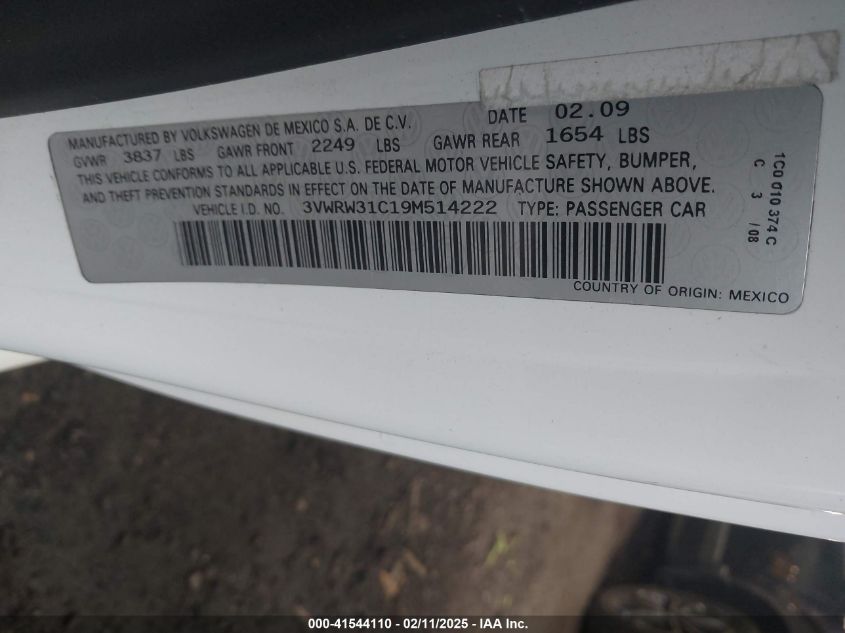 MANUFACTURED BY VOLKSWAGEN DE MEXICO S.A. DE C.V. DATE 02.09
GVWR 3837 LBS GAWR FRONT 2249 LBS GAWR REAR 1654 LBS
THIS VEHICLE CONFORMS TO ALL APPLICABLE U.S. FEDERAL MOTOR VEHICLE SAFETY, BUMPER,
AND THEFT PREVENTION STANDARDS IN EFFECT ON THE DATE OF MANUFACTURE SHOWN ABOVE.
VEHICLE I.D. NO. 3VWRW31C19M514222 TYPE: PASSENGER CAR
COUNTRY OF ORIGIN: MEXICO
1C0 010 374 C
C 3 / 08
000-41544110 - 02/11/2025 - IAA Inc.